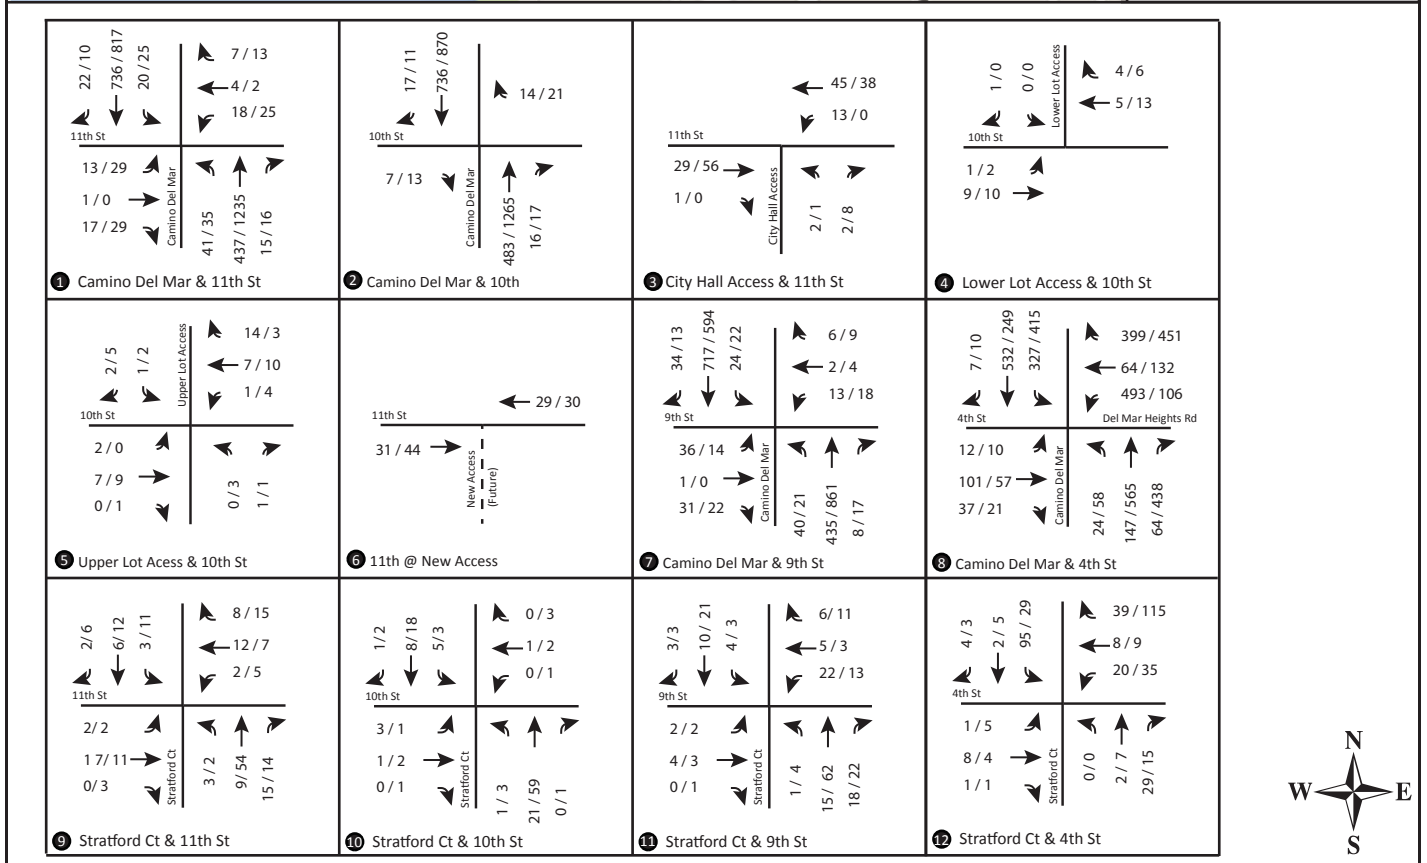 22 / 10
736 / 817
20 / 25
7 / 13
4 / 2
18 / 25
11th St
13 / 29
1 / 0
17 / 29
Camino Del Mar
41 / 35
437 / 1235
15 / 16
1 Camino Del Mar & 11th St
17 / 11
736 / 870
14 / 21
10th St
7 / 13
Camino Del Mar
483 / 1265
16 / 17
2 Camino Del Mar & 10th
45 / 38
13 / 0
11th St
29 / 56
1 / 0
City Hall Access
2 / 1
2 / 8
3 City Hall Access & 11th St
1 / 0
0 / 0
Lower Lot Access
4 / 6
5 / 13
10th St
1 / 2
9 / 10
4 Lower Lot Access & 10th St
2 / 5
1 / 2
Upper Lot Access
14 / 3
7 / 10
1 / 4
10th St
2 / 0
7 / 9
0 / 1
0 / 3
1 / 1
5 Upper Lot Acess & 10th St
29 / 30
11th St
31 / 44
New Access
(Future)
6 11th @ New Access
34 / 13
717 / 594
24 / 22
6 / 9
2 / 4
13 / 18
9th St
36 / 14
1 / 0
31 / 22
Camino Del Mar
40 / 21
435 / 861
8 / 17
7 Camino Del Mar & 9th St
7 / 10
532 / 249
327 / 415
399 / 451
64 / 132
493 / 106
4th St
Del Mar Heights Rd
12 / 10
101 / 57
37 / 21
Camino Del Mar
24 / 58
147 / 565
64 / 438
8 Camino Del Mar & 4th St
2/ 6
6/ 12
3 / 11
8 / 15
12 / 7
2 / 5
11th St
2/ 2
1 7/ 11
0/ 3
Stratford Ct
3 / 2
9/ 54
15 / 14
9 Stratford Ct & 11th St
1 / 2
8/ 18
5/ 3
0 / 3
1 / 2
0 / 1
10th St
3 / 1
1 / 2
0 / 1
Stratford Ct
1 / 3
21 / 59
0 / 1
10 Stratford Ct & 10th St
3/ 3
10 / 21
4 / 3
6/ 11
5 / 3
22 / 13
9th St
2 / 2
4 / 3
0 / 1
Stratford Ct
1 / 4
15 / 62
18 / 22
11 Stratford Ct & 9th St
4 / 3
2 / 5
95 / 29
39 / 115
8 / 9
20 / 35
4th St
1 / 5
8 / 4
1 / 1
Stratford Ct
0 / 0
2 / 7
29 / 15
12 Stratford Ct & 4th St
N
W E
S